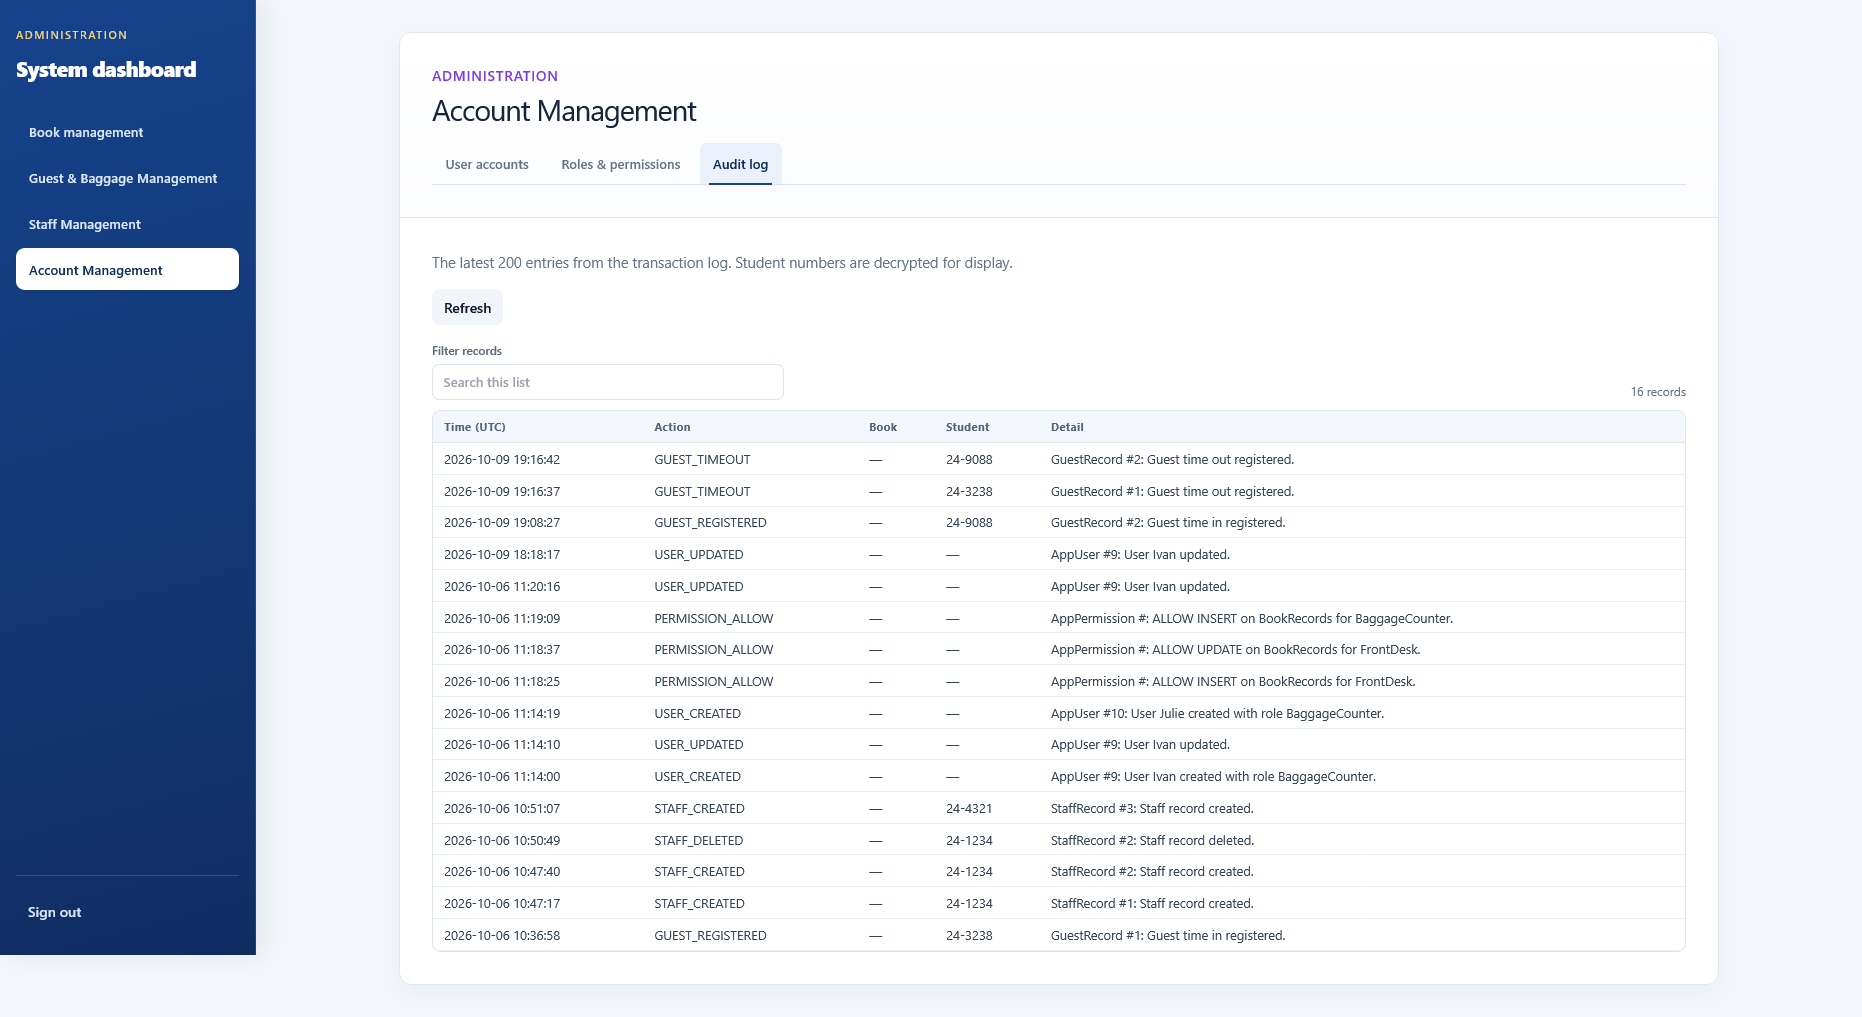 ADMINISTRATION
System dashboard
Book management
Guest & Baggage Management
Staff Management
Account Management
Sign out
ADMINISTRATION
Account Management
User accounts Roles & permissions Audit log
The latest 200 entries from the transaction log. Student numbers are decrypted for display.
Refresh
Filter records
Search this list
16 records
Time (UTC) Action Book Student Detail
2026-10-09 19:16:42 GUEST_TIMEOUT — 24-9088 GuestRecord #2: Guest time out registered.
2026-10-09 19:16:37 GUEST_TIMEOUT — 24-3238 GuestRecord #1: Guest time out registered.
2026-10-09 19:08:27 GUEST_REGISTERED — 24-9088 GuestRecord #2: Guest time in registered.
2026-10-09 18:18:17 USER_UPDATED — — AppUser #9: User Ivan updated.
2026-10-06 11:20:16 USER_UPDATED — — AppUser #9: User Ivan updated.
2026-10-06 11:19:09 PERMISSION_ALLOW — — AppPermission #: ALLOW INSERT on BookRecords for BaggageCounter.
2026-10-06 11:18:37 PERMISSION_ALLOW — — AppPermission #: ALLOW UPDATE on BookRecords for FrontDesk.
2026-10-06 11:18:25 PERMISSION_ALLOW — — AppPermission #: ALLOW INSERT on BookRecords for FrontDesk.
2026-10-06 11:14:19 USER_CREATED — — AppUser #10: User Julie created with role BaggageCounter.
2026-10-06 11:14:10 USER_UPDATED — — AppUser #9: User Ivan updated.
2026-10-06 11:14:00 USER_CREATED — — AppUser #9: User Ivan created with role BaggageCounter.
2026-10-06 10:51:07 STAFF_CREATED — 24-4321 StaffRecord #3: Staff record created.
2026-10-06 10:50:49 STAFF_DELETED — 24-1234 StaffRecord #2: Staff record deleted.
2026-10-06 10:47:40 STAFF_CREATED — 24-1234 StaffRecord #2: Staff record created.
2026-10-06 10:47:17 STAFF_CREATED — 24-1234 StaffRecord #1: Staff record created.
2026-10-06 10:36:58 GUEST_REGISTERED — 24-3238 GuestRecord #1: Guest time in registered.